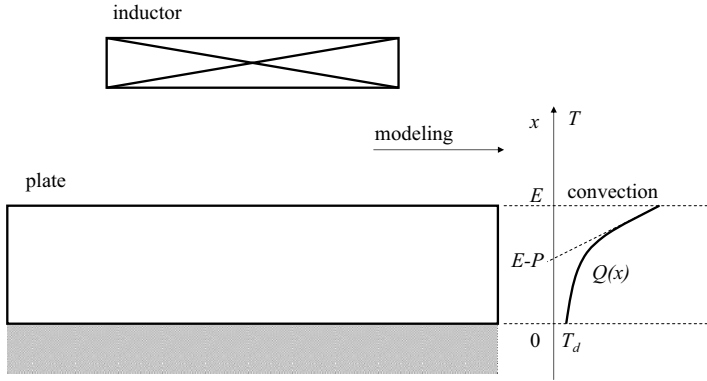 inductor
modeling
x T
plate
E convection
E-P
Q(x)
0 T_d